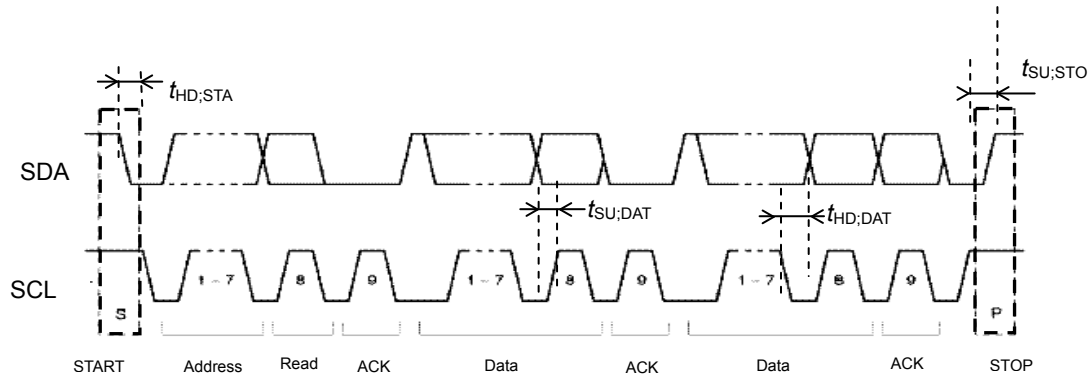 tHD;STA
tSU;STO
SDA
tSU;DAT
tHD;DAT
SCL
1 – 7 8 9 1 – 7 8 9 1 – 7 8 9
S P
START Address Read ACK Data ACK Data ACK STOP